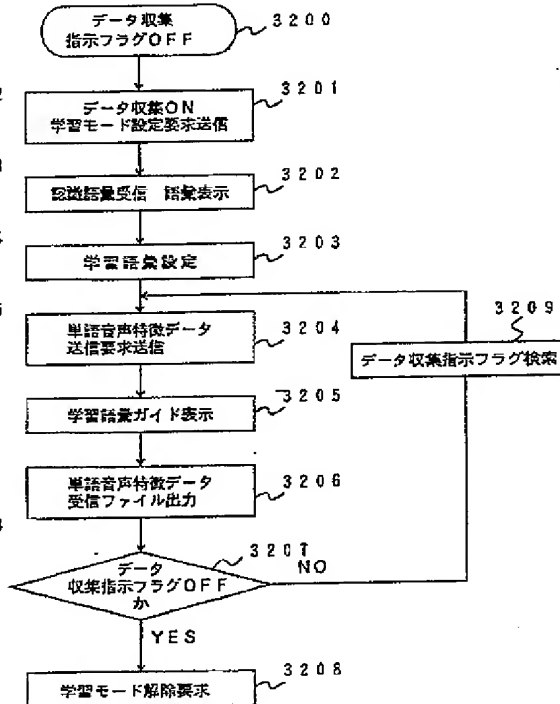 データ収集
指示フラグOFF
3200
データ収集ON
学習モード設定要求送信
3201
認識語彙受信 語彙表示
3202
学習語彙設定
3203
単語音声特徴データ
送信要求送信
3204
3209
データ収集指示フラグ検索
学習語彙ガイド表示
3205
単語音声特徴データ
受信ファイル出力
3206
データ
収集指示フラグOFF
か
3207
NO
YES
学習モード解除要求
3208